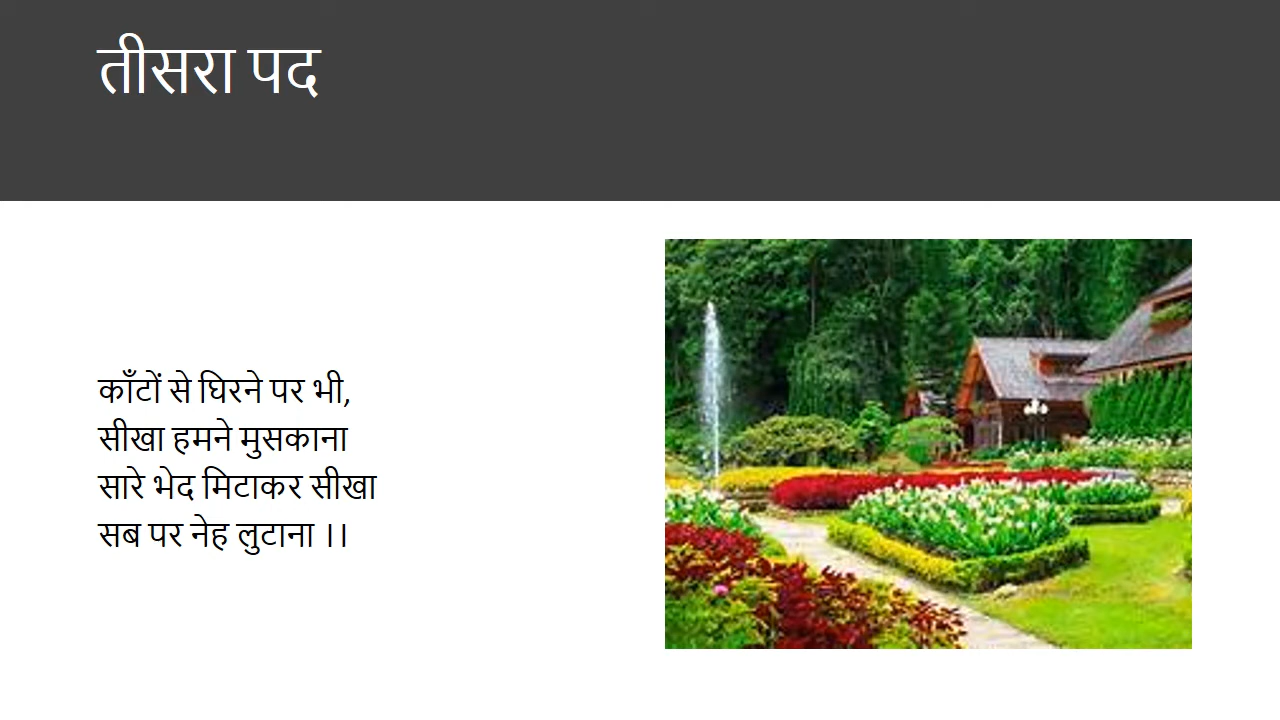 तीसरा पद
काँटों से घिरने पर भी,
सीखा हमने मुसकाना
सारे भेद मिटाकर सीखा
सब पर नेह लुटाना ।।